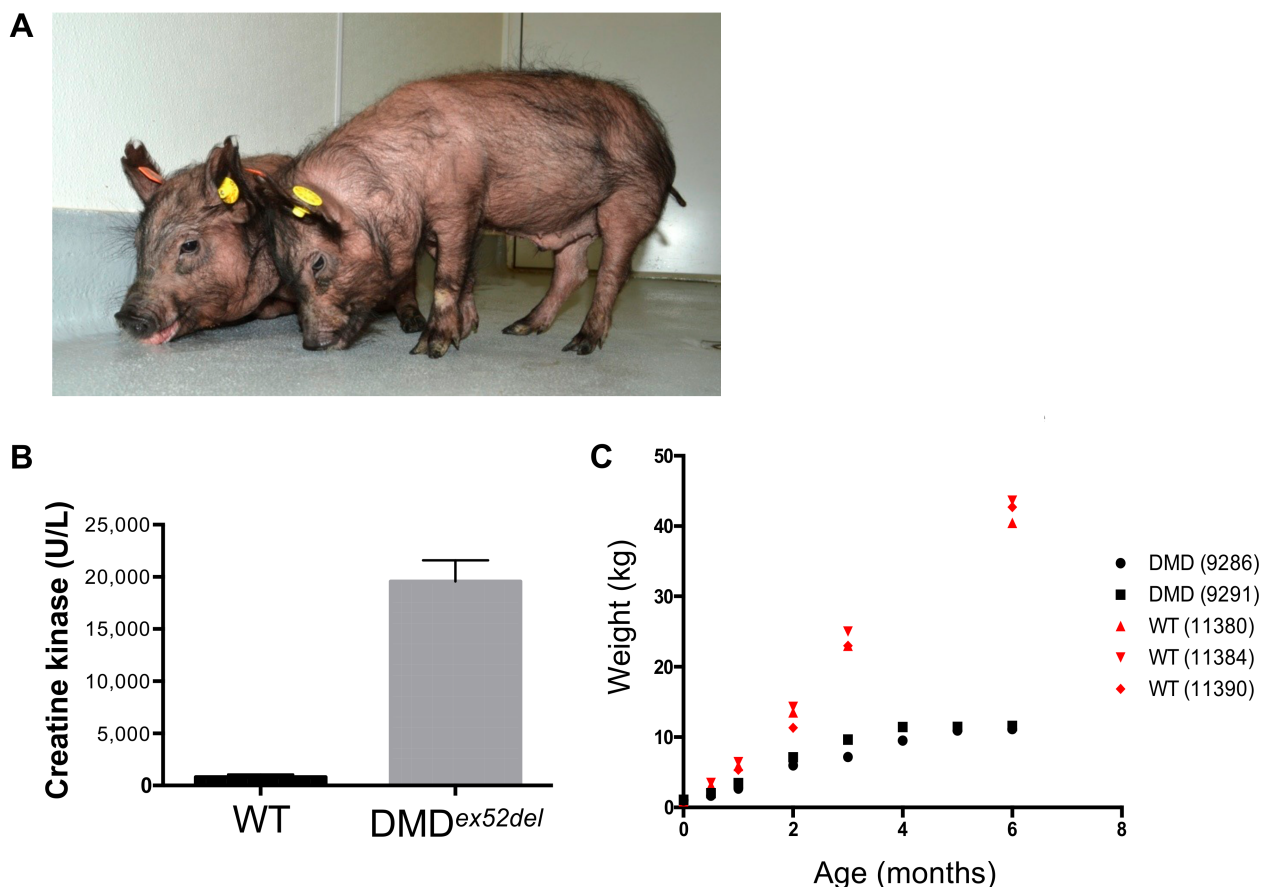 A
B
Creatine kinase (U/L)
25,000
20,000
15,000
10,000
5,000
0
WT
DMDex52del
C
Weight (kg)
50
40
30
20
10
0
0 2 4 6 8
Age (months)
DMD (9286)
DMD (9291)
WT (11380)
WT (11384)
WT (11390)